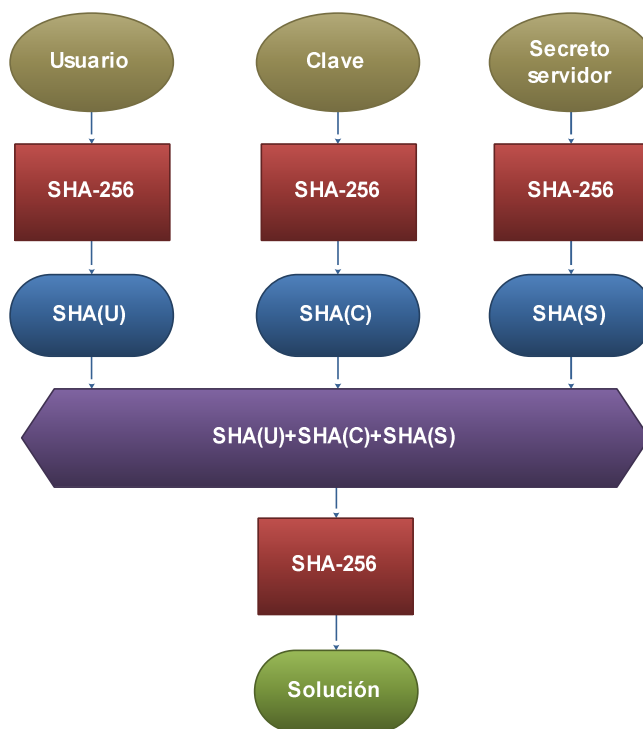 Usuario
Clave
Secreto
servidor
SHA-256
SHA-256
SHA-256
SHA(U)
SHA(C)
SHA(S)
SHA(U)+SHA(C)+SHA(S)
SHA-256
Solución